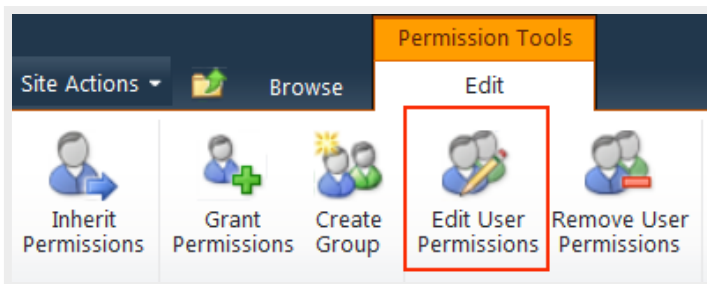 Permission Tools
Site Actions
Browse
Edit
Inherit Permissions
Grant Permissions
Create Group
Edit User Permissions
Remove User Permissions